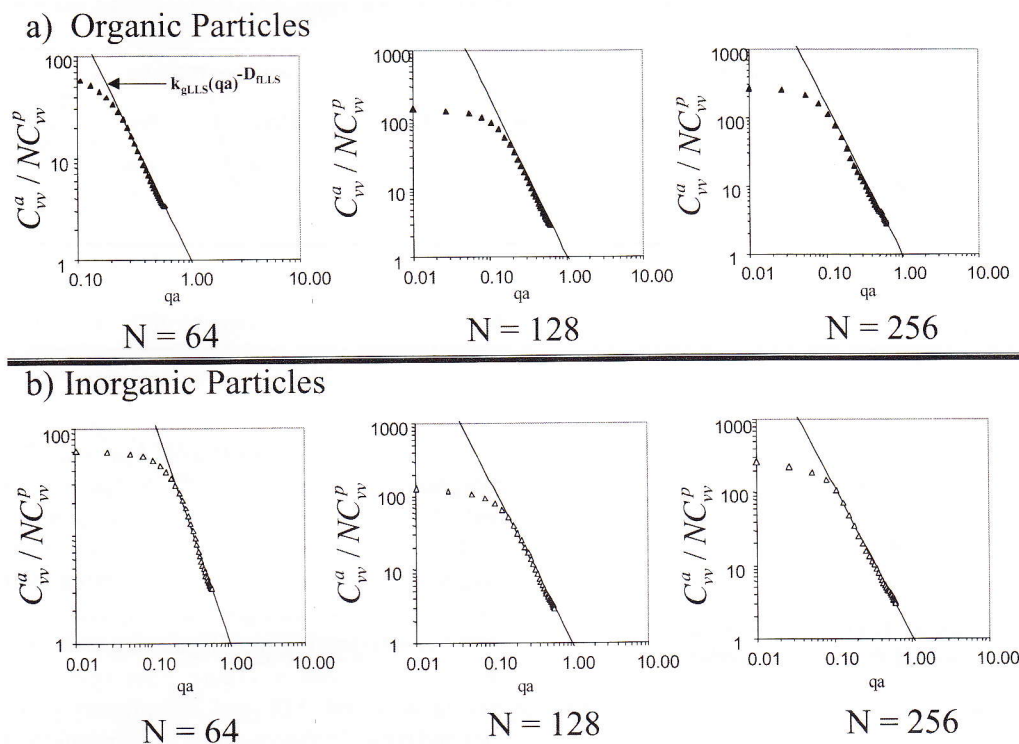 a) Organic Particles
100
10
1
0.10
1.00
10.00
qa
C^a_vv / NC^p_vv
k_gLLS(qa)^-D_fLLS
N = 64
1000
100
10
1
0.01
0.10
1.00
10.00
qa
C^a_vv / NC^p_vv
N = 128
1000
100
10
1
0.01
0.10
1.00
10.00
qa
C^a_vv / NC^p_vv
N = 256
b) Inorganic Particles
100
1
0.01
0.10
1.00
10.00
qa
C^a_vv / NC^p_vv
N = 64
1000
100
10
1
0.01
0.10
1.00
10.00
qa
C^a_vv / NC^p_vv
N = 128
1000
100
10
1
0.01
0.10
1.00
10.00
qa
C^a_vv / NC^p_vv
N = 256